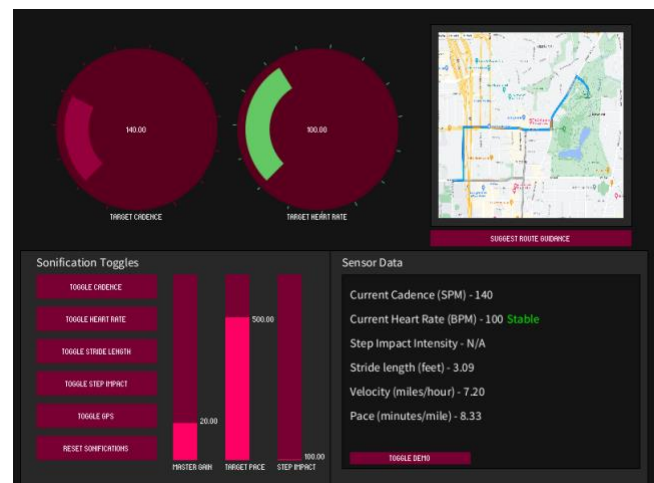 140.00
100.00
TARGET CADENCE
TARGET HEART RATE
SUGGEST ROUTE GUIDANCE
Sonification Toggles
TOGGLE CADENCE
TOGGLE HEART RATE
TOGGLE STRIDE LENGTH
TOGGLE STEP IMPACT
TOGGLE GPS
RESET SONIFICATIONS
20.00
500.00
100.00
MASTER GAIN
TARGET PACE
STEP IMPACT
Sensor Data
Current Cadence (SPM) - 140
Current Heart Rate (BPM) - 100 Stable
Step Impact Intensity - N/A
Stride length (feet) - 3.09
Velocity (miles/hour) - 7.20
Pace (minutes/mile) - 8.33
TOGGLE DEMO